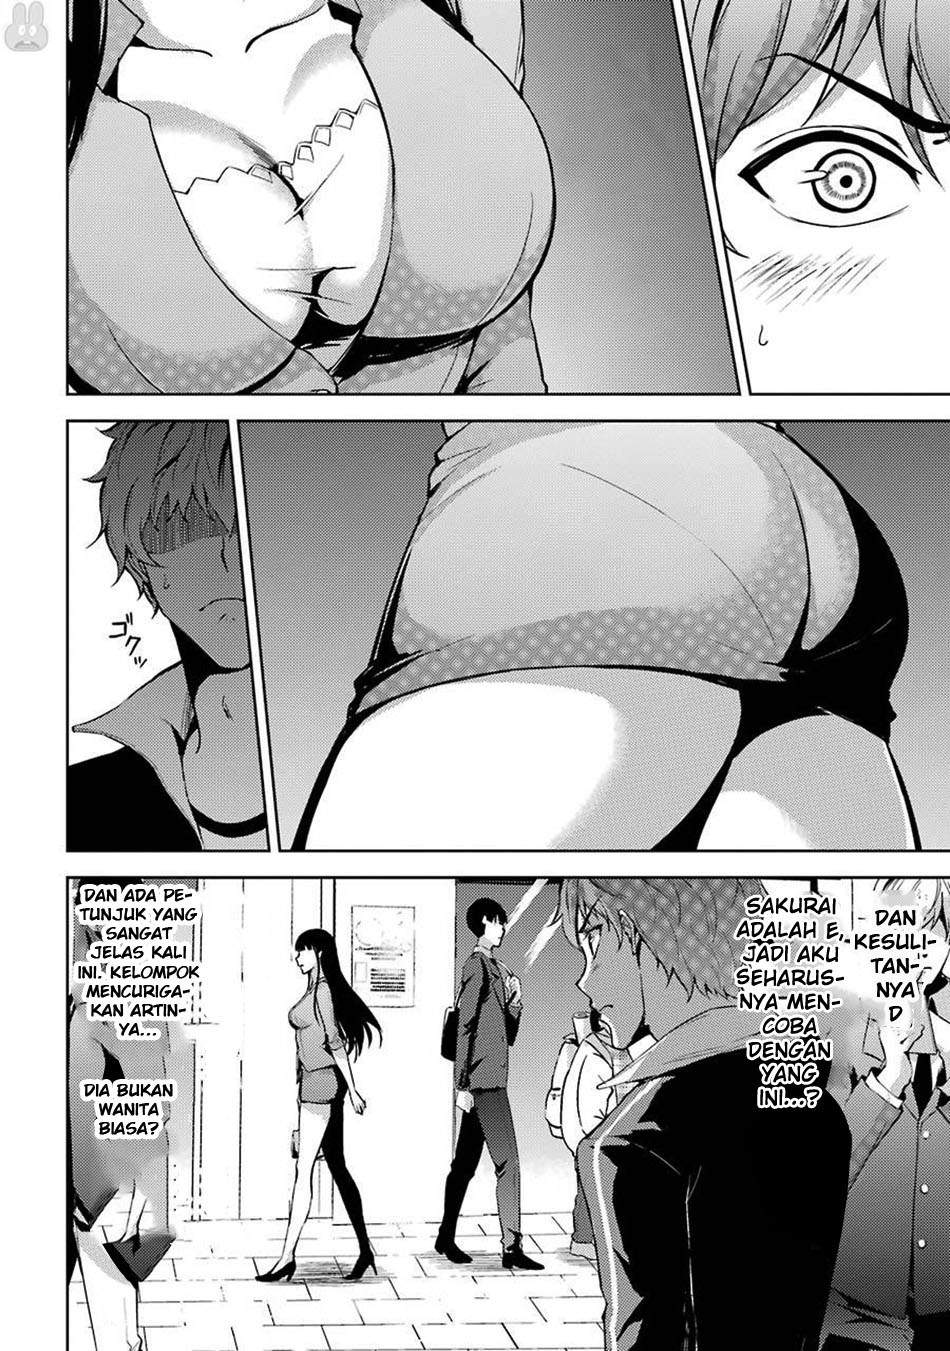 ゴクッ
DAN
KESULI-
TAN-
NYA
D
SAKURAI
ADALAH E,
JADI AKU
SEHARUS-
NYA MEN-
COBA
DENGAN
YANG
INI...?
DAN ADA PE-
TUNJUK YANG
SANGAT
JELAS KALI
INI. KELOMPOK
MENCURIGA-
KAN ARTIN-
YA...
DIA BUKAN
WANITA
BIASA?